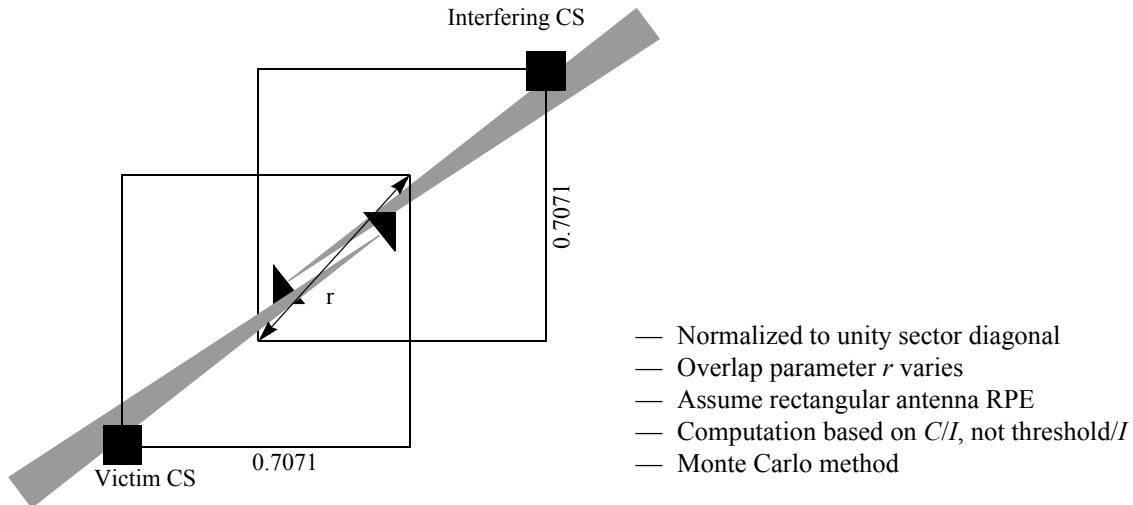 Interfering CS
0.7071
r
Victim CS
0.7071
— Normalized to unity sector diagonal
— Overlap parameter r varies
— Assume rectangular antenna RPE
— Computation based on C/I, not threshold/I
— Monte Carlo method